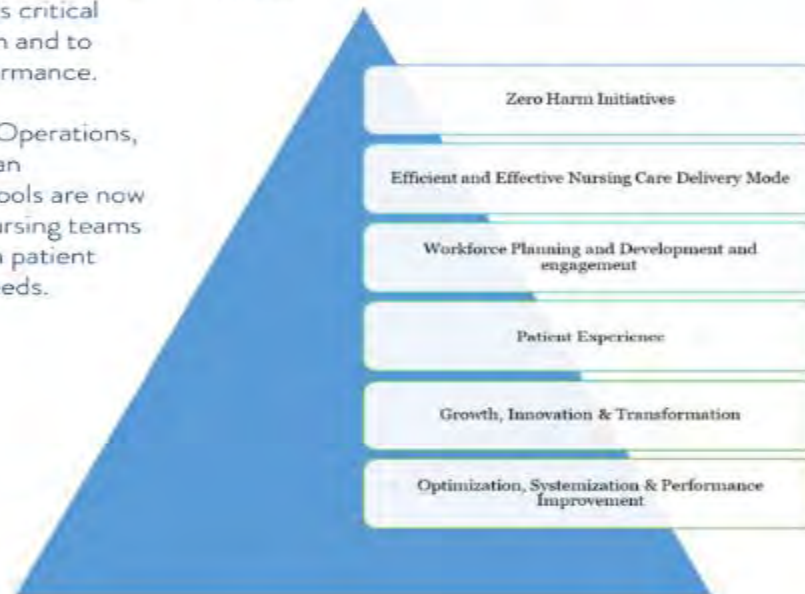 s critical
and to
rmance.
Operations,
an
ools are now
ursing teams
patient
eds.
Zero Harm Initiatives
Efficient and Effective Nursing Care Delivery Mode
Workforce Planning and Development and
engagement
Patient Experience
Growth, Innovation & Transformation
Optimization, Systemization & Performance
Improvement